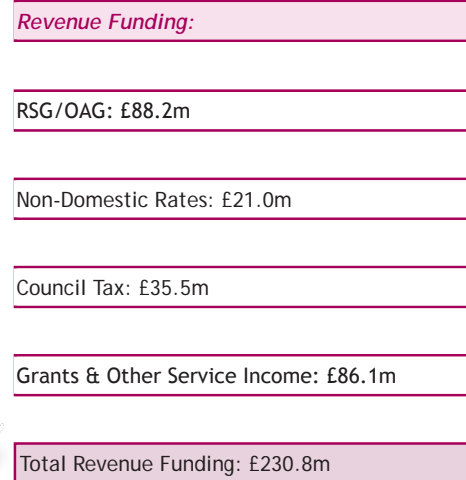 Revenue Funding:
RSG/OAG: £88.2m
Non-Domestic Rates: £21.0m
Council Tax: £35.5m
Grants & Other Service Income: £86.1m
Total Revenue Funding: £230.8m